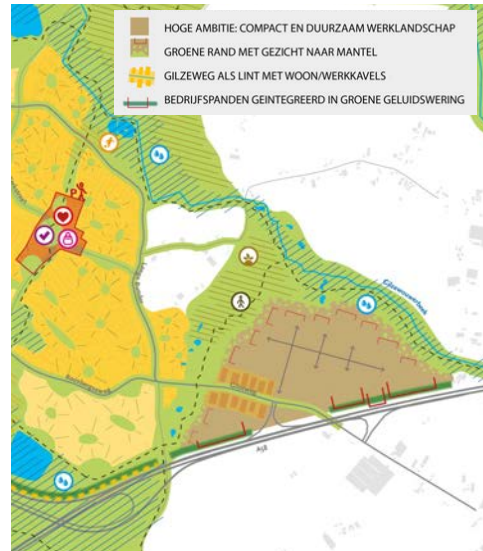 HOGE AMBITIE: COMPACT EN DUURZAAM WERKLANDSCHAP
GROENE RAND MET GEZICHT NAAR MANTEL
GILZEWEG ALS LINT MET WOON/WERKKAVELS
BEDRIJFSPANDEN GEINTEGREERD IN GROENE GELUIDSWERING
P
A58